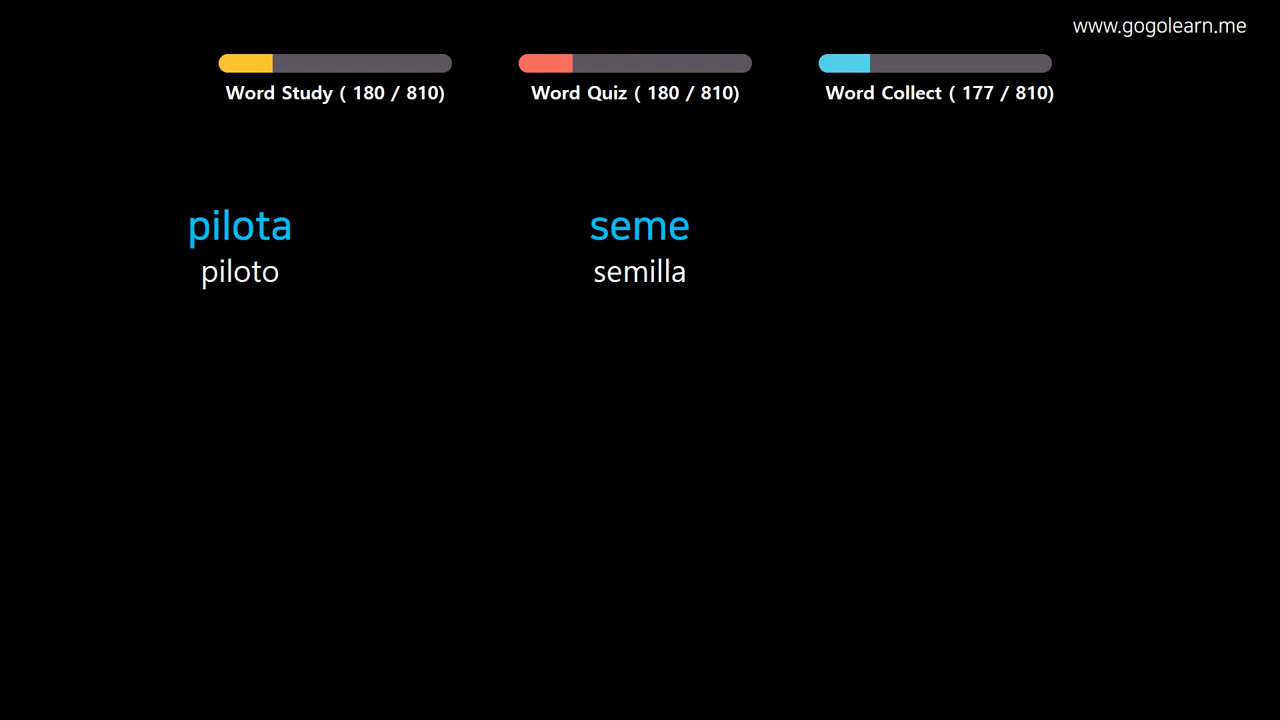 www.gogolearn.me
Word Study ( 180 / 810)
Word Quiz ( 180 / 810)
Word Collect ( 177 / 810)
pilota
piloto
seme
semilla